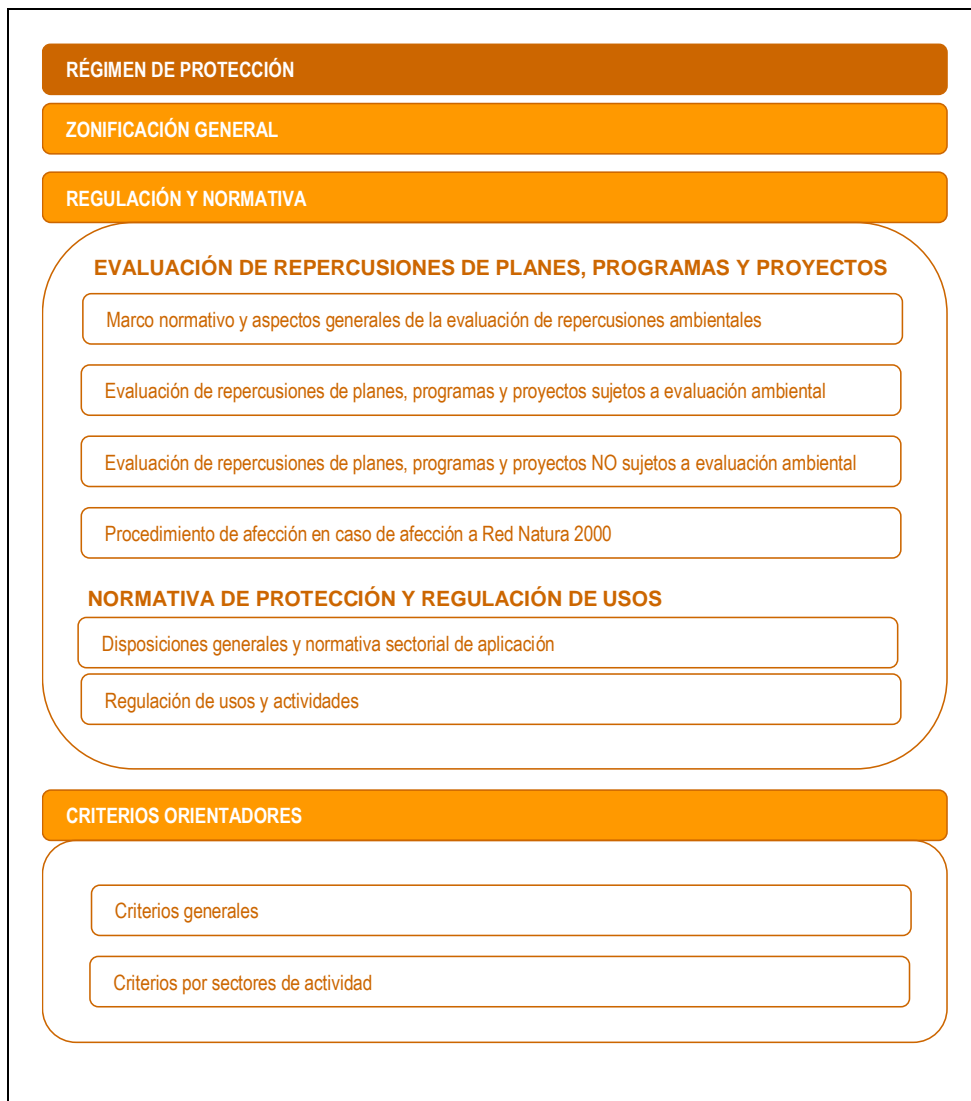 RÉGIMEN DE PROTECCIÓN
ZONIFICACIÓN GENERAL
REGULACIÓN Y NORMATIVA
EVALUACIÓN DE REPERCUSIONES DE PLANES, PROGRAMAS Y PROYECTOS
Marco normativo y aspectos generales de la evaluación de repercusiones ambientales
Evaluación de repercusiones de planes, programas y proyectos sujetos a evaluación ambiental
Evaluación de repercusiones de planes, programas y proyectos NO sujetos a evaluación ambiental
Procedimiento de afección en caso de afección a Red Natura 2000
NORMATIVA DE PROTECCIÓN Y REGULACIÓN DE USOS
Disposiciones generales y normativa sectorial de aplicación
Regulación de usos y actividades
CRITERIOS ORIENTADORES
Criterios generales
Criterios por sectores de actividad